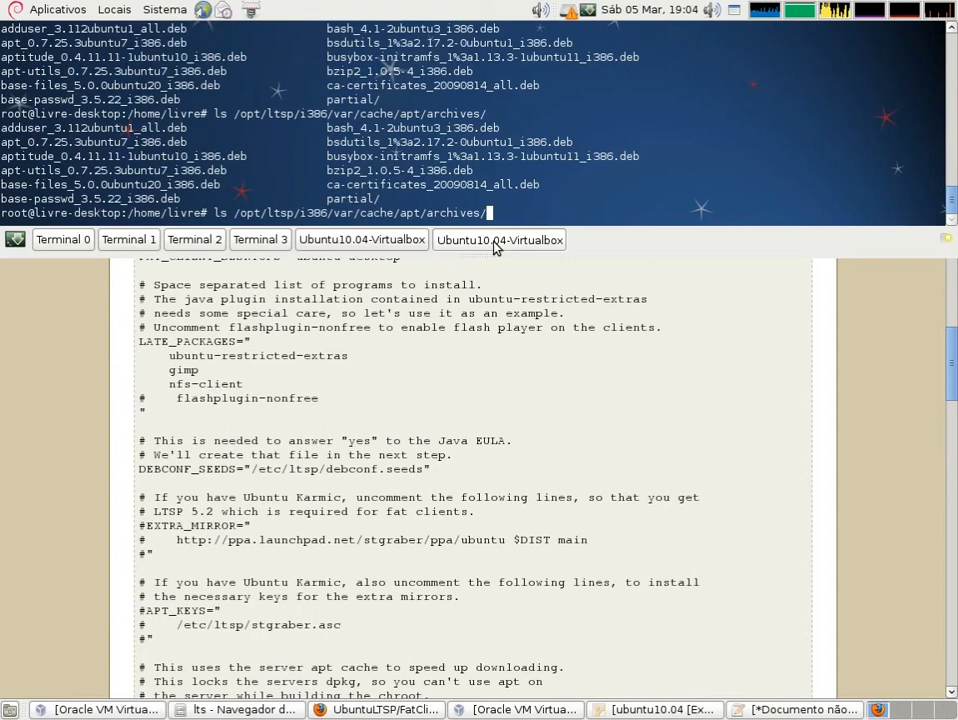 Aplicativos Locais Sistema Sáb 05 Mar, 19:04
adduser_3.112ubuntu1_all.deb bash_4.1-2ubuntu3_i386.deb
apt_0.7.25.3ubuntu7_i386.deb bsdutils_1%3a2.17.2-0ubuntu1_i386.deb
aptitude_0.4.11.11-1ubuntu10_i386.deb busybox-initramfs_1%3a1.13.3-1ubuntu11_i386.deb
apt-utils_0.7.25.3ubuntu7_i386.deb bzip2_1.0.5-4_i386.deb
base-files_5.0.0ubuntu20_i386.deb ca-certificates_20090814_all.deb
base-passwd_3.5.22_i386.deb partial/
root@livre-desktop:/home/livre# ls /opt/ltsp/i386/var/cache/apt/archives/
adduser_3.112ubuntu1_all.deb bash_4.1-2ubuntu3_i386.deb
apt_0.7.25.3ubuntu7_i386.deb bsdutils_1%3a2.17.2-0ubuntu1_i386.deb
aptitude_0.4.11.11-1ubuntu10_i386.deb busybox-initramfs_1%3a1.13.3-1ubuntu11_i386.deb
apt-utils_0.7.25.3ubuntu7_i386.deb bzip2_1.0.5-4_i386.deb
base-files_5.0.0ubuntu20_i386.deb ca-certificates_20090814_all.deb
base-passwd_3.5.22_i386.deb partial/
root@livre-desktop:/home/livre# ls /opt/ltsp/i386/var/cache/apt/archives/
Terminal 0 Terminal 1 Terminal 2 Terminal 3 Ubuntu10.04-Virtualbox Ubuntu10.04-Virtualbox
# Space separated list of programs to install.
# The java plugin installation contained in ubuntu-restricted-extras
# needs some special care, so let's use it as an example.
# Uncomment flashplugin-nonfree to enable flash player on the clients.
LATE_PACKAGES="
ubuntu-restricted-extras
gimp
nfs-client
# flashplugin-nonfree
"
# This is needed to answer "yes" to the Java EULA.
# We'll create that file in the next step.
DEBCONF_SEEDS="/etc/ltsp/debconf.seeds"
# If you have Ubuntu Karmic, uncomment the following lines, so that you get
# LTSP 5.2 which is required for fat clients.
#EXTRA_MIRROR="
# http://ppa.launchpad.net/stgraber/ppa/ubuntu $DIST main
#"
# If you have Ubuntu Karmic, also uncomment the following lines, to install
# the necessary keys for the extra mirrors.
#APT_KEYS="
# /etc/ltsp/stgraber.asc
#"
# This uses the server apt cache to speed up downloading.
# This locks the servers dpkg, so you can't use apt on
# the server while building the chroot.
[Oracle VM Virtua... lts - Navegador de... UbuntuLTSP/FatCli... [Oracle VM Virtua... [ubuntu10.04 [Ex... [*Documento não...